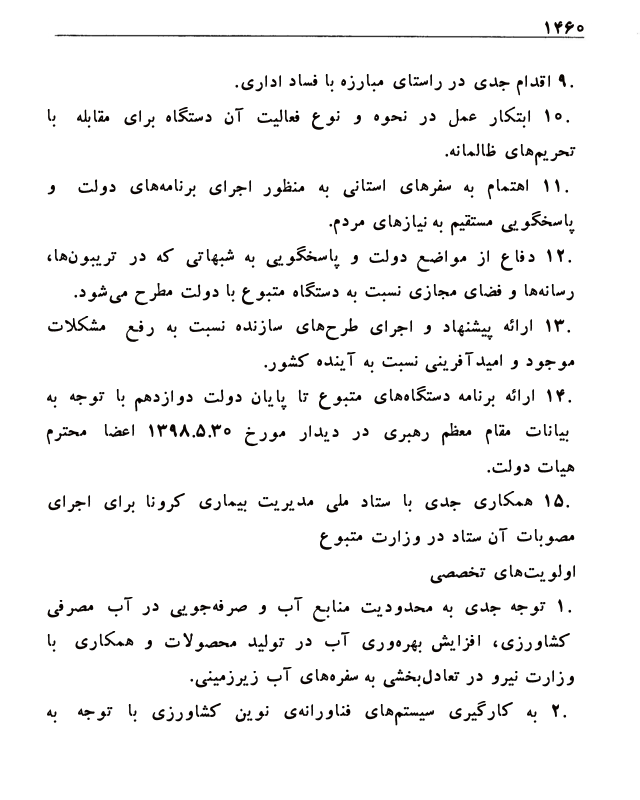 ۱۴۶۰
۹. اقدام جدی در راستای مبارزه با فساد اداری.
۱۰. ابتکار عمل در نحوه و نوع فعالیت آن دستگاه برای مقابله با
تحریم‌های ظالمانه.
۱۱. اهتمام به سفرهای استانی به منظور اجرای برنامه‌های دولت و
پاسخگویی مستقیم به نیازهای مردم.
۱۲. دفاع از مواضع دولت و پاسخگویی به شبهاتی که در تریبون‌ها،
رسانه‌ها و فضای مجازی نسبت به دستگاه متبوع با دولت مطرح می‌شود.
۱۳. ارائه پیشنهاد و اجرای طرح‌های سازنده نسبت به رفع مشکلات
موجود و امیدآفرینی نسبت به آینده کشور.
۱۴. ارائه برنامه دستگاه‌های متبوع تا پایان دولت دوازدهم با توجه به
بیانات مقام معظم رهبری در دیدار مورخ ۱۳۹۸.۵.۳۰ اعضا محترم
هیات دولت.
۱۵. همکاری جدی با ستاد ملی مدیریت بیماری کرونا برای اجرای
مصوبات آن ستاد در وزارت متبوع
اولویت‌های تخصصی
۱. توجه جدی به محدودیت منابع آب و صرفه‌جویی در آب مصرفی
کشاورزی، افزایش بهره‌وری آب در تولید محصولات و همکاری با
وزارت نیرو در تعادل‌بخشی به سفره‌های آب زیرزمینی.
۲. به کارگیری سیستم‌های فناورانه‌ی نوین کشاورزی با توجه به